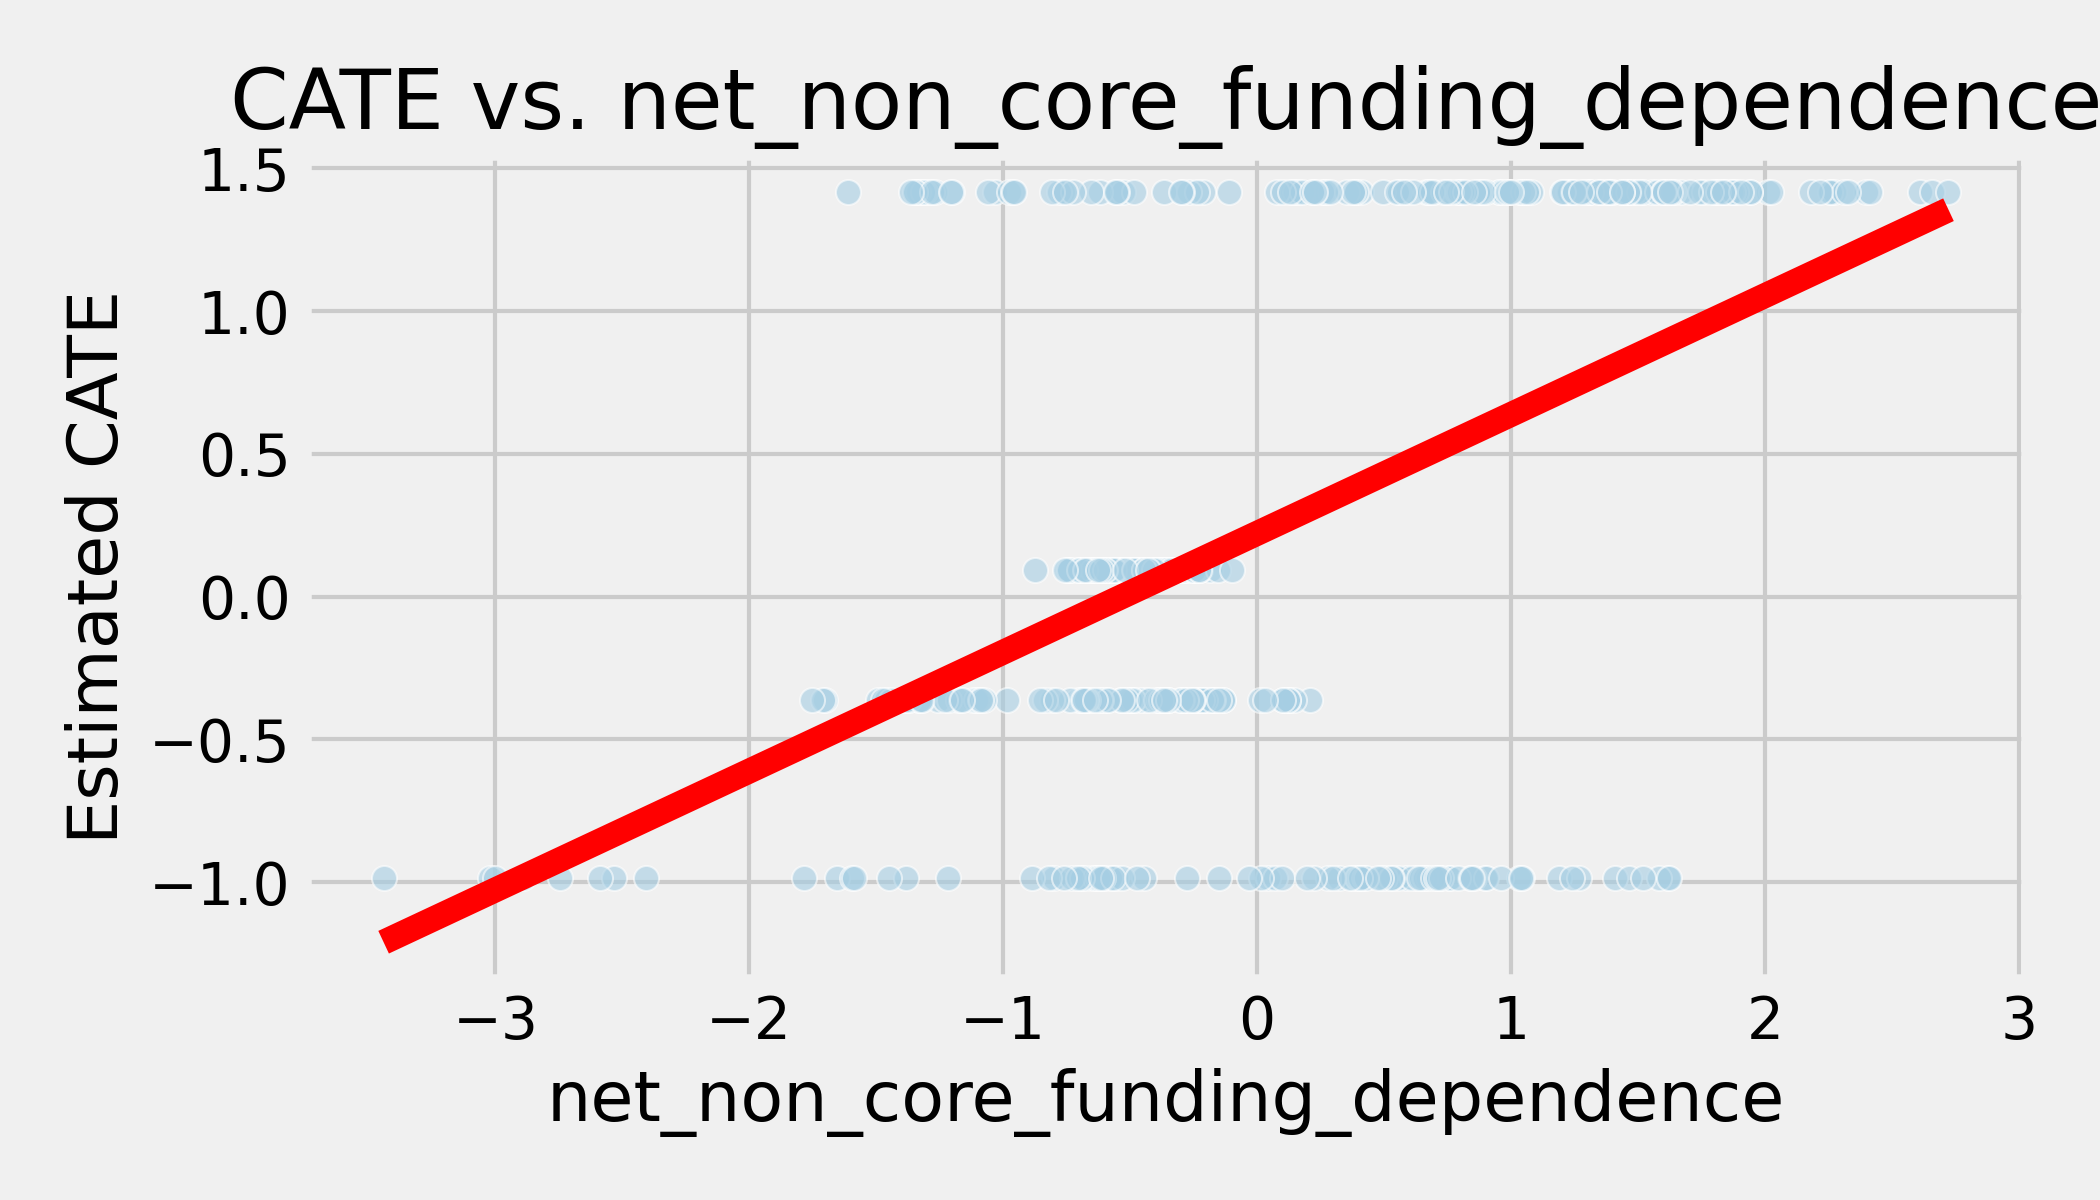 CATE vs. net_non_core_funding_dependence
1.5
1.0
0.5
0.0
−0.5
−1.0
Estimated CATE
−3 −2 −1 0 1 2 3
net_non_core_funding_dependence